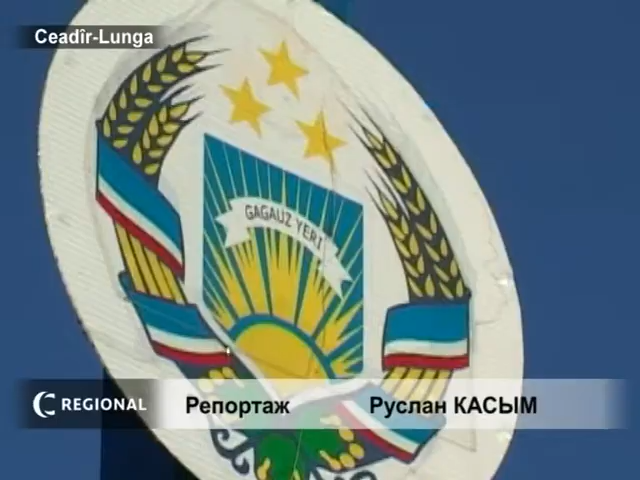 Ceadîr-Lunga
GAGAUZ YERI
REGIONAL
Репортаж Руслан КАСЫМ